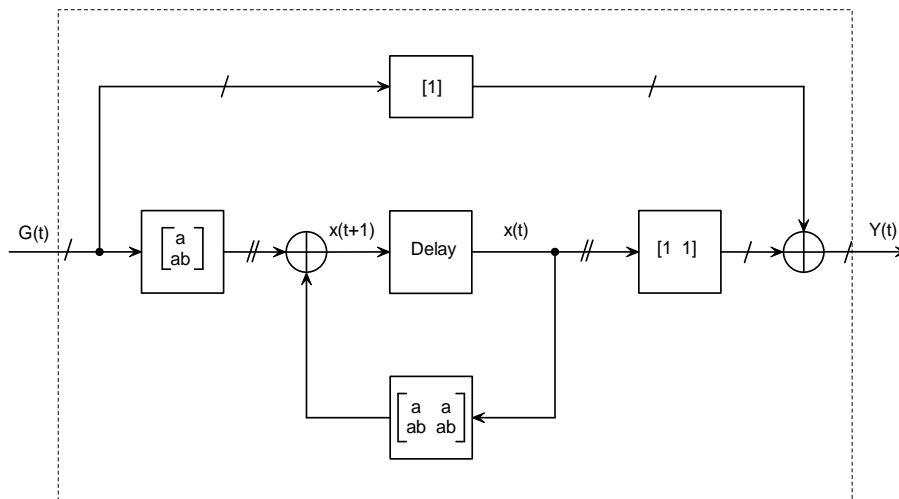 [1]
G(t)
a
ab
x(t+1)
Delay
x(t)
[1 1]
Y(t)
a a
ab ab